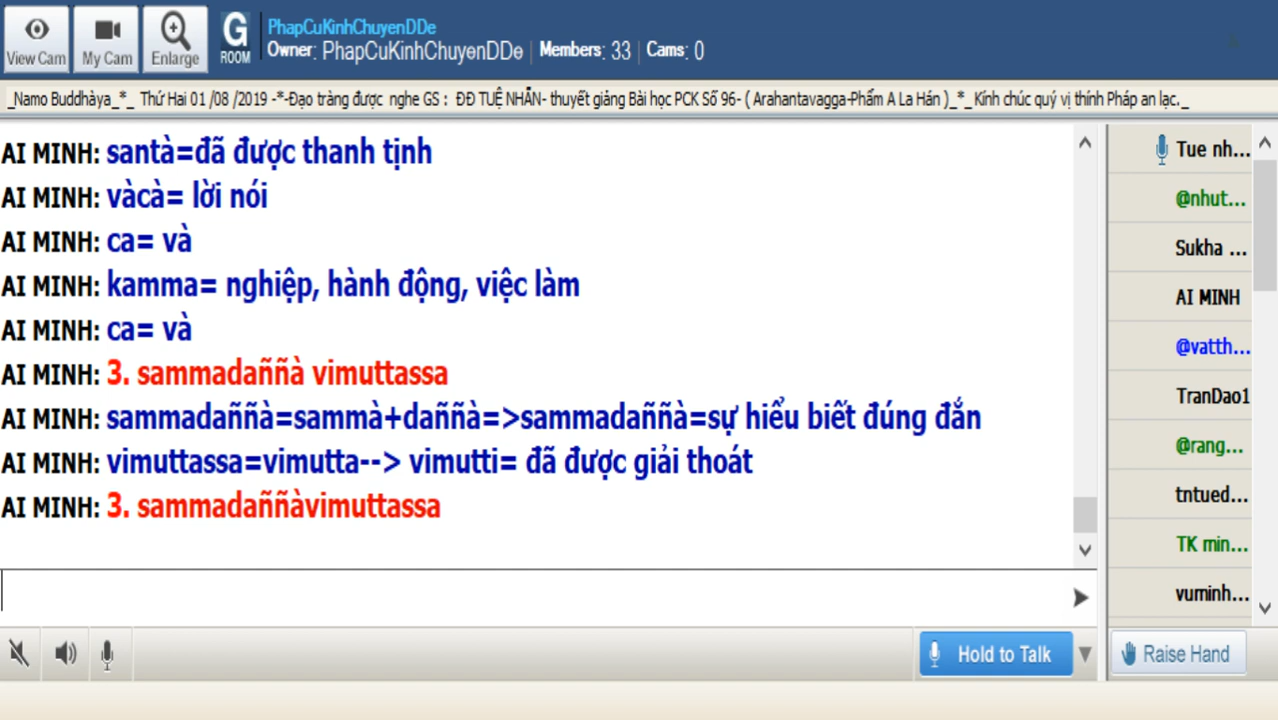 PhapCuKinhChuyenDDe
Owner: PhapCuKinhChuyenDDe | Members: 33 | Cams: 0
View Cam
My Cam
Enlarge
G ROOM
_Namo Buddhàya_*_ Thứ Hai 01 /08 /2019 -*-Đạo tràng được nghe GS : ĐĐ TUỆ NHẪN- thuyết giảng Bài học PCK Số 96- ( Arahantavagga-Phẩm A La Hán )_*_ Kính chúc quý vị thính Pháp an lạc._
AI MINH: santà=đã được thanh tịnh
AI MINH: vàcà= lời nói
AI MINH: ca= và
AI MINH: kamma= nghiệp, hành động, việc làm
AI MINH: ca= và
AI MINH: 3. sammadaññà vimuttassa
AI MINH: sammadaññà=sammà+daññà=>sammadaññà=sự hiểu biết đúng đắn
AI MINH: vimuttassa=vimutta--> vimutti= đã được giải thoát
AI MINH: 3. sammadaññàvimuttassa
Tue nh...
@nhut...
Sukha ...
AI MINH
@vatth...
TranDao1
@rang...
tntued...
TK min...
vuminh...
Hold to Talk
Raise Hand